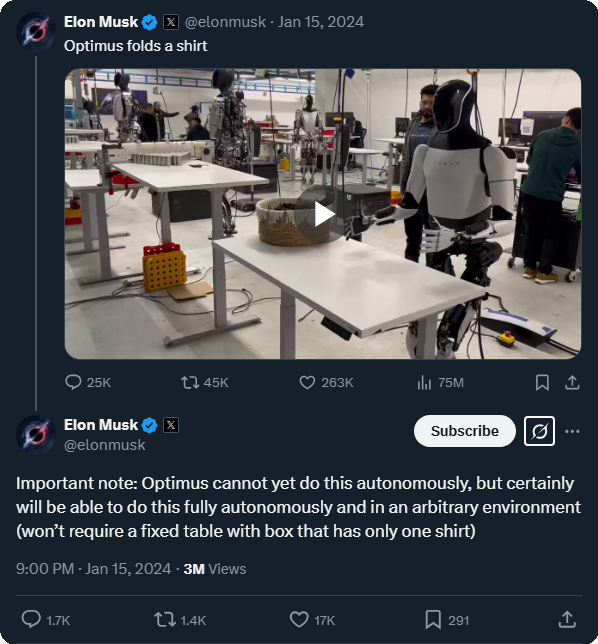 Elon Musk @elonmusk · Jan 15, 2024
Optimus folds a shirt
TESLA
25K 45K 263K 75M
Elon Musk
@elonmusk
Subscribe
Important note: Optimus cannot yet do this autonomously, but certainly
will be able to do this fully autonomously and in an arbitrary environment
(won’t require a fixed table with box that has only one shirt)
9:00 PM · Jan 15, 2024 · 3M Views
1.7K 1.4K 17K 291